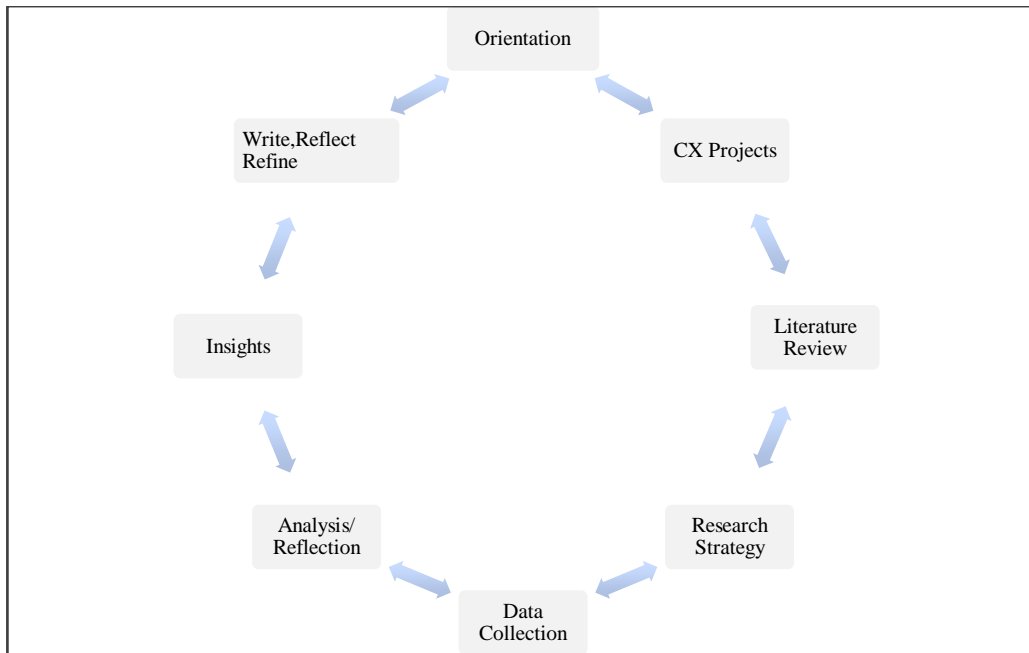 Orientation
CX Projects
Literature
Review
Research
Strategy
Data
Collection
Analysis/
Reflection
Insights
Write,Reflect
Refine